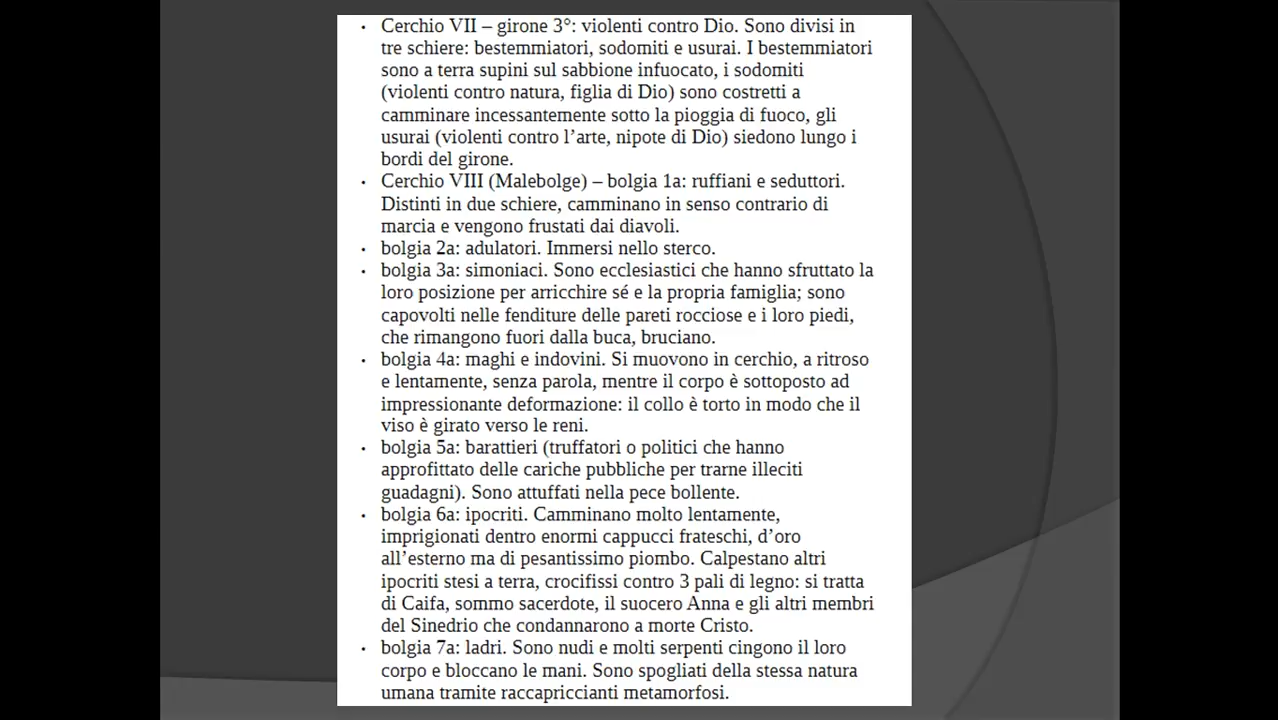 • Cerchio VII – girone 3°: violenti contro Dio. Sono divisi in
tre schiere: bestemmiatori, sodomiti e usurai. I bestemmiatori
sono a terra supini sul sabbione infuocato, i sodomiti
(violenti contro natura, figlia di Dio) sono costretti a
camminare incessantemente sotto la pioggia di fuoco, gli
usurai (violenti contro l’arte, nipote di Dio) siedono lungo i
bordi del girone.
• Cerchio VIII (Malebolge) – bolgia 1a: ruffiani e seduttori.
Distinti in due schiere, camminano in senso contrario di
marcia e vengono frustati dai diavoli.
• bolgia 2a: adulatori. Immersi nello sterco.
• bolgia 3a: simoniaci. Sono ecclesiastici che hanno sfruttato la
loro posizione per arricchire sé e la propria famiglia; sono
capovolti nelle fenditure delle pareti rocciose e i loro piedi,
che rimangono fuori dalla buca, bruciano.
• bolgia 4a: maghi e indovini. Si muovono in cerchio, a ritroso
e lentamente, senza parola, mentre il corpo è sottoposto ad
impressionante deformazione: il collo è torto in modo che il
viso è girato verso le reni.
• bolgia 5a: barattieri (truffatori o politici che hanno
approfittato delle cariche pubbliche per trarne illeciti
guadagni). Sono attuffati nella pece bollente.
• bolgia 6a: ipocriti. Camminano molto lentamente,
imprigionati dentro enormi cappucci frateschi, d’oro
all’esterno ma di pesantissimo piombo. Calpestano altri
ipocriti stesi a terra, crocifissi contro 3 pali di legno: si tratta
di Caifa, sommo sacerdote, il suocero Anna e gli altri membri
del Sinedrio che condannarono a morte Cristo.
• bolgia 7a: ladri. Sono nudi e molti serpenti cingono il loro
corpo e bloccano le mani. Sono spogliati della stessa natura
umana tramite raccapriccianti metamorfosi.